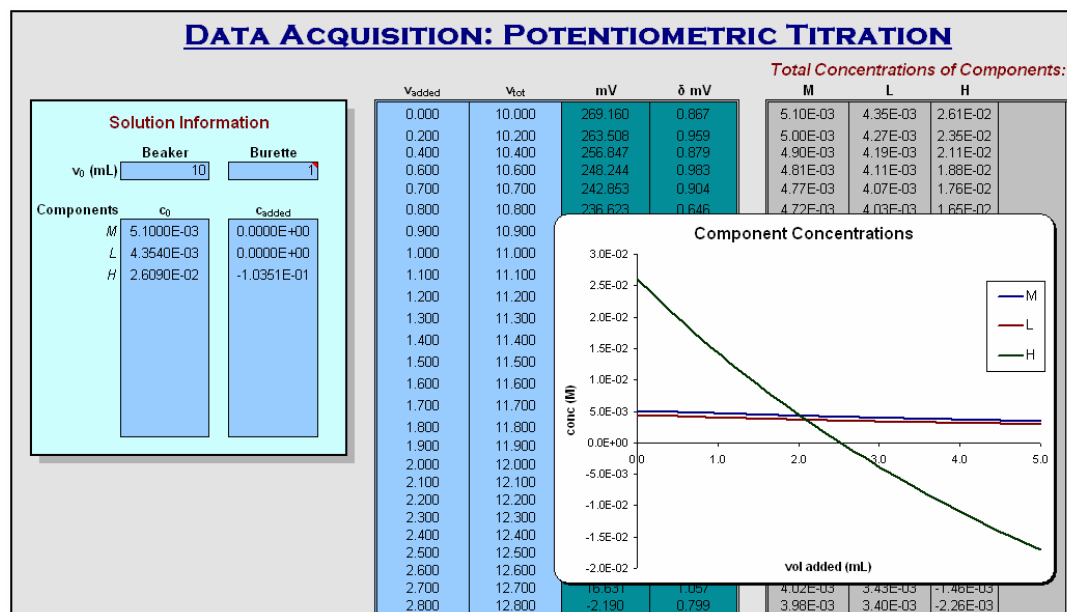 DATA ACQUISITION: POTENTIOMETRIC TITRATION
Total Concentrations of Components:
Vadded Vtot mV δ mV M L H
Solution Information
Beaker Burette
v0 (mL) 10 1
Components c0 cadded
M 5.1000E-03 0.0000E+00
L 4.3540E-03 0.0000E+00
H 2.6090E-02 -1.0351E-01
0.000 10.000 269.160 0.867 5.10E-03 4.35E-03 2.61E-02
0.200 10.200 263.508 0.959 5.00E-03 4.27E-03 2.35E-02
0.400 10.400 256.847 0.879 4.90E-03 4.19E-03 2.11E-02
0.600 10.600 248.244 0.983 4.81E-03 4.11E-03 1.88E-02
0.700 10.700 242.853 0.904 4.77E-03 4.07E-03 1.76E-02
0.800 10.800 236.623 0.646 4.72E-03 4.03E-03 1.65E-02
0.900 10.900
1.000 11.000
1.100 11.100
1.200 11.200
1.300 11.300
1.400 11.400
1.500 11.500
1.600 11.600
1.700 11.700
1.800 11.800
1.900 11.900
2.000 12.000
2.100 12.100
2.200 12.200
2.300 12.300
2.400 12.400
2.500 12.500
2.600 12.600
2.700 12.700 16.631 1.057 4.02E-03 3.43E-03 -1.46E-03
2.800 12.800 -2.190 0.799 3.98E-03 3.40E-03 -2.26E-03
Component Concentrations
3.0E-02
2.5E-02
2.0E-02
1.5E-02
1.0E-02
5.0E-03
0.0E+00
-5.0E-03
-1.0E-02
-1.5E-02
-2.0E-02
conc (M)
0.0 1.0 2.0 3.0 4.0 5.0
vol added (mL)
M
L
H